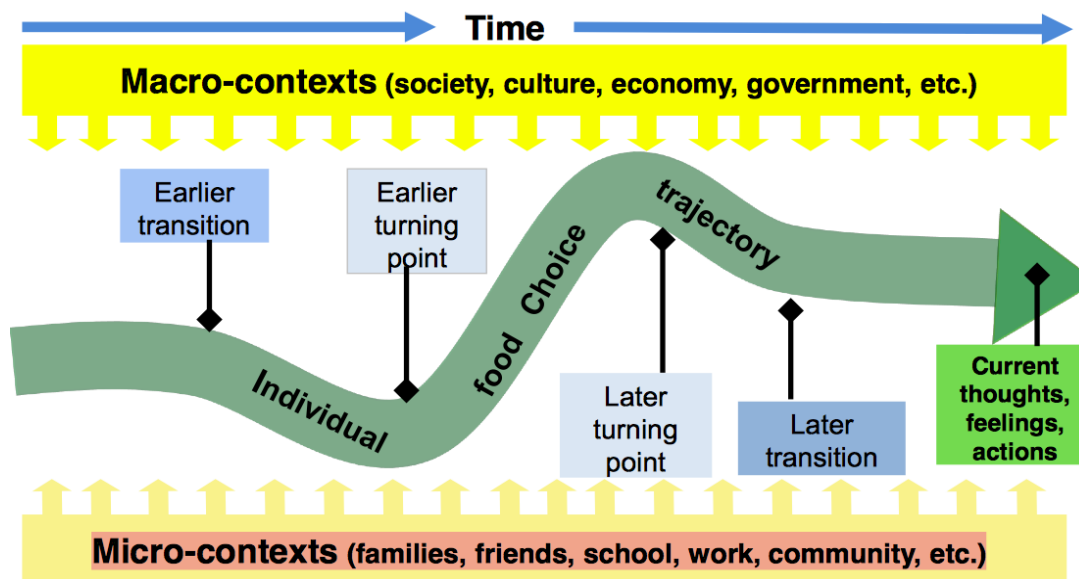 Time
Macro-contexts (society, culture, economy, government, etc.)
Earlier
transition
Earlier
turning
point
Individual food Choice trajectory
Later
turning
point
Later
transition
Current
thoughts,
feelings,
actions
Micro-contexts (families, friends, school, work, community, etc.)